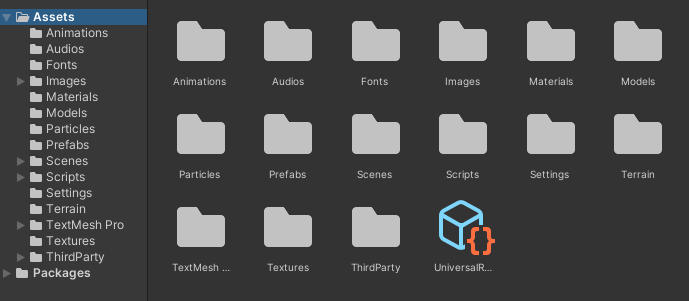 Assets
Animations
Audios
Fonts
Images
Materials
Models
Particles
Prefabs
Scenes
Scripts
Settings
Terrain
TextMesh Pro
Textures
ThirdParty
Packages
Animations Audios Fonts Images Materials Models
Particles Prefabs Scenes Scripts Settings Terrain
TextMesh ... Textures ThirdParty UniversalR...